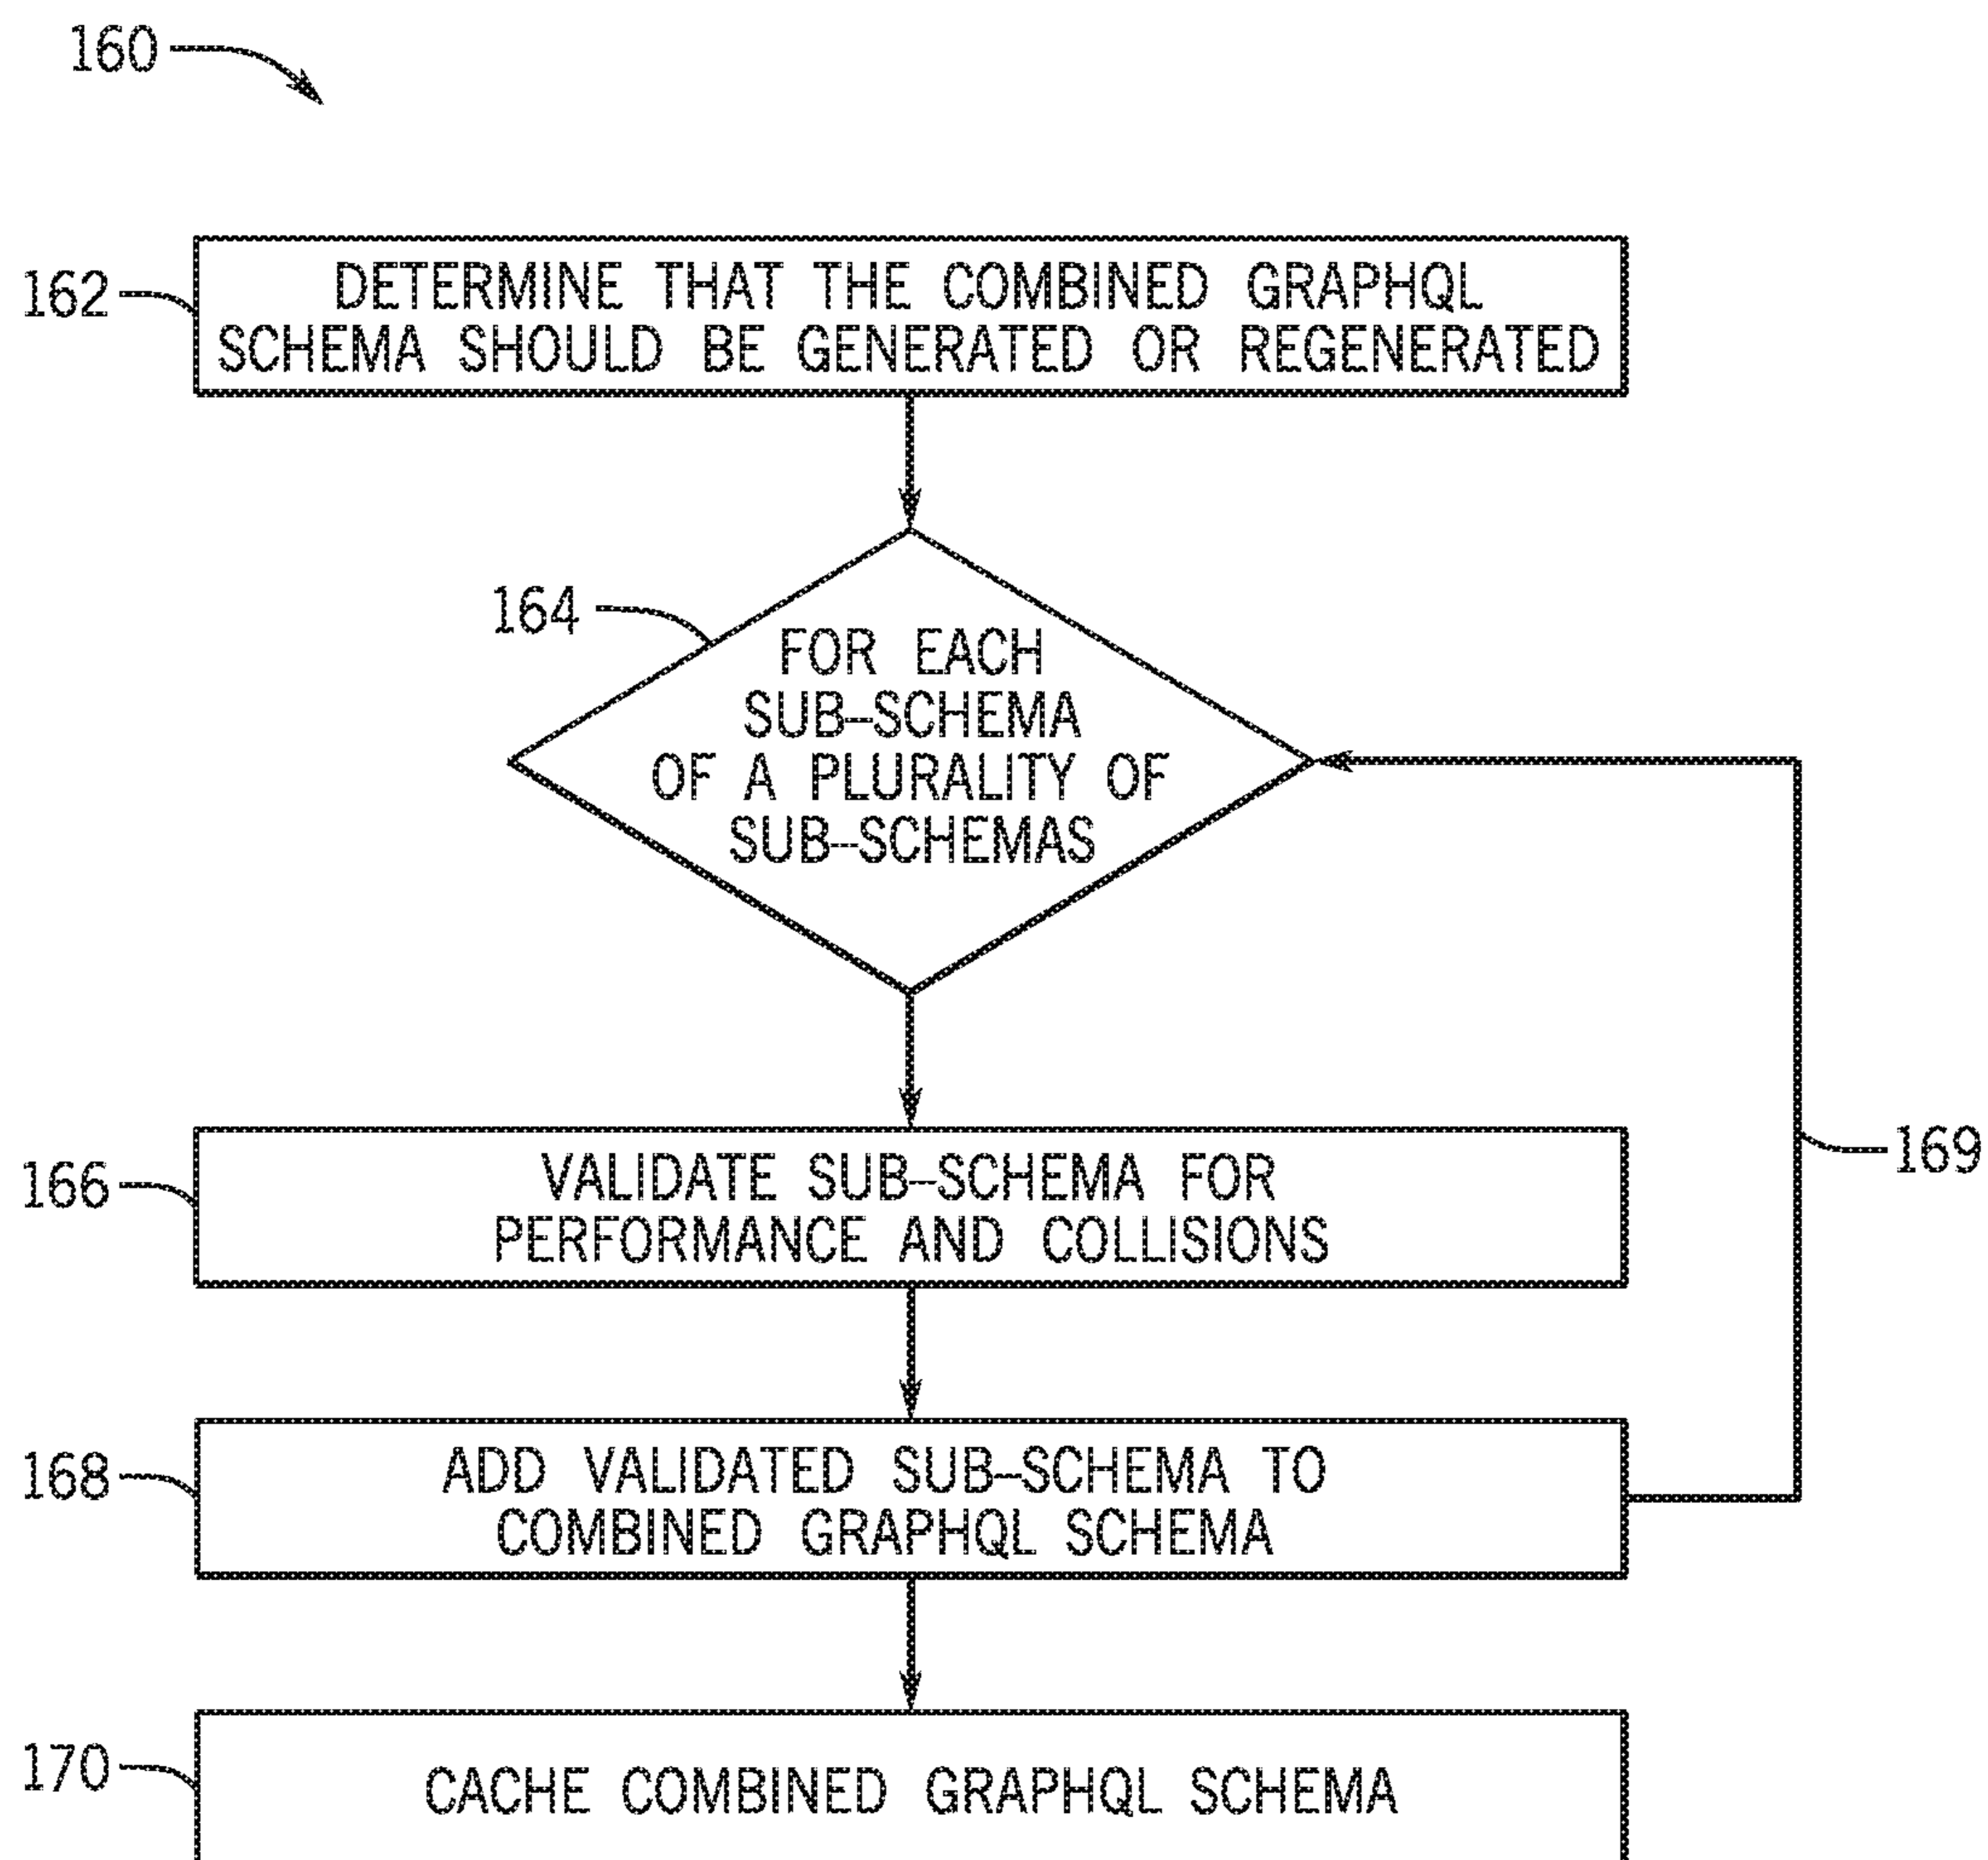 160
162
DETERMINE THAT THE COMBINED GRAPHQL
SCHEMA SHOULD BE GENERATED OR REGENERATED
164
FOR EACH
SUB-SCHEMA
OF A PLURALITY OF
SUB-SCHEMAS
166
VALIDATE SUB-SCHEMA FOR
PERFORMANCE AND COLLISIONS
169
168
ADD VALIDATED SUB-SCHEMA TO
COMBINED GRAPHQL SCHEMA
170
CACHE COMBINED GRAPHQL SCHEMA